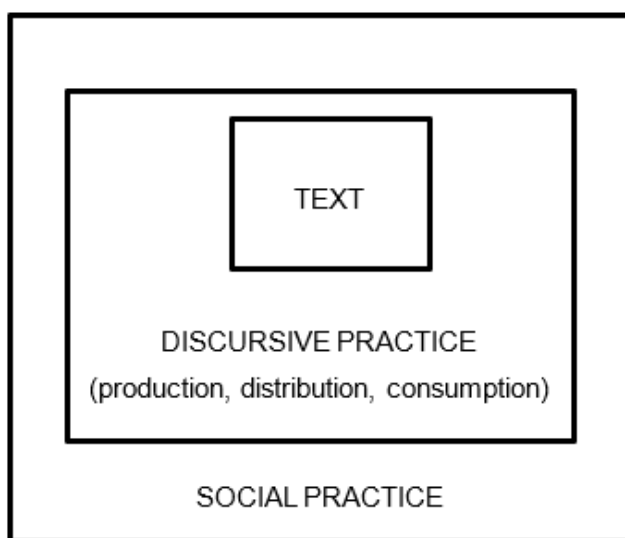 TEXT
DISCURSIVE PRACTICE
(production, distribution, consumption)
SOCIAL PRACTICE